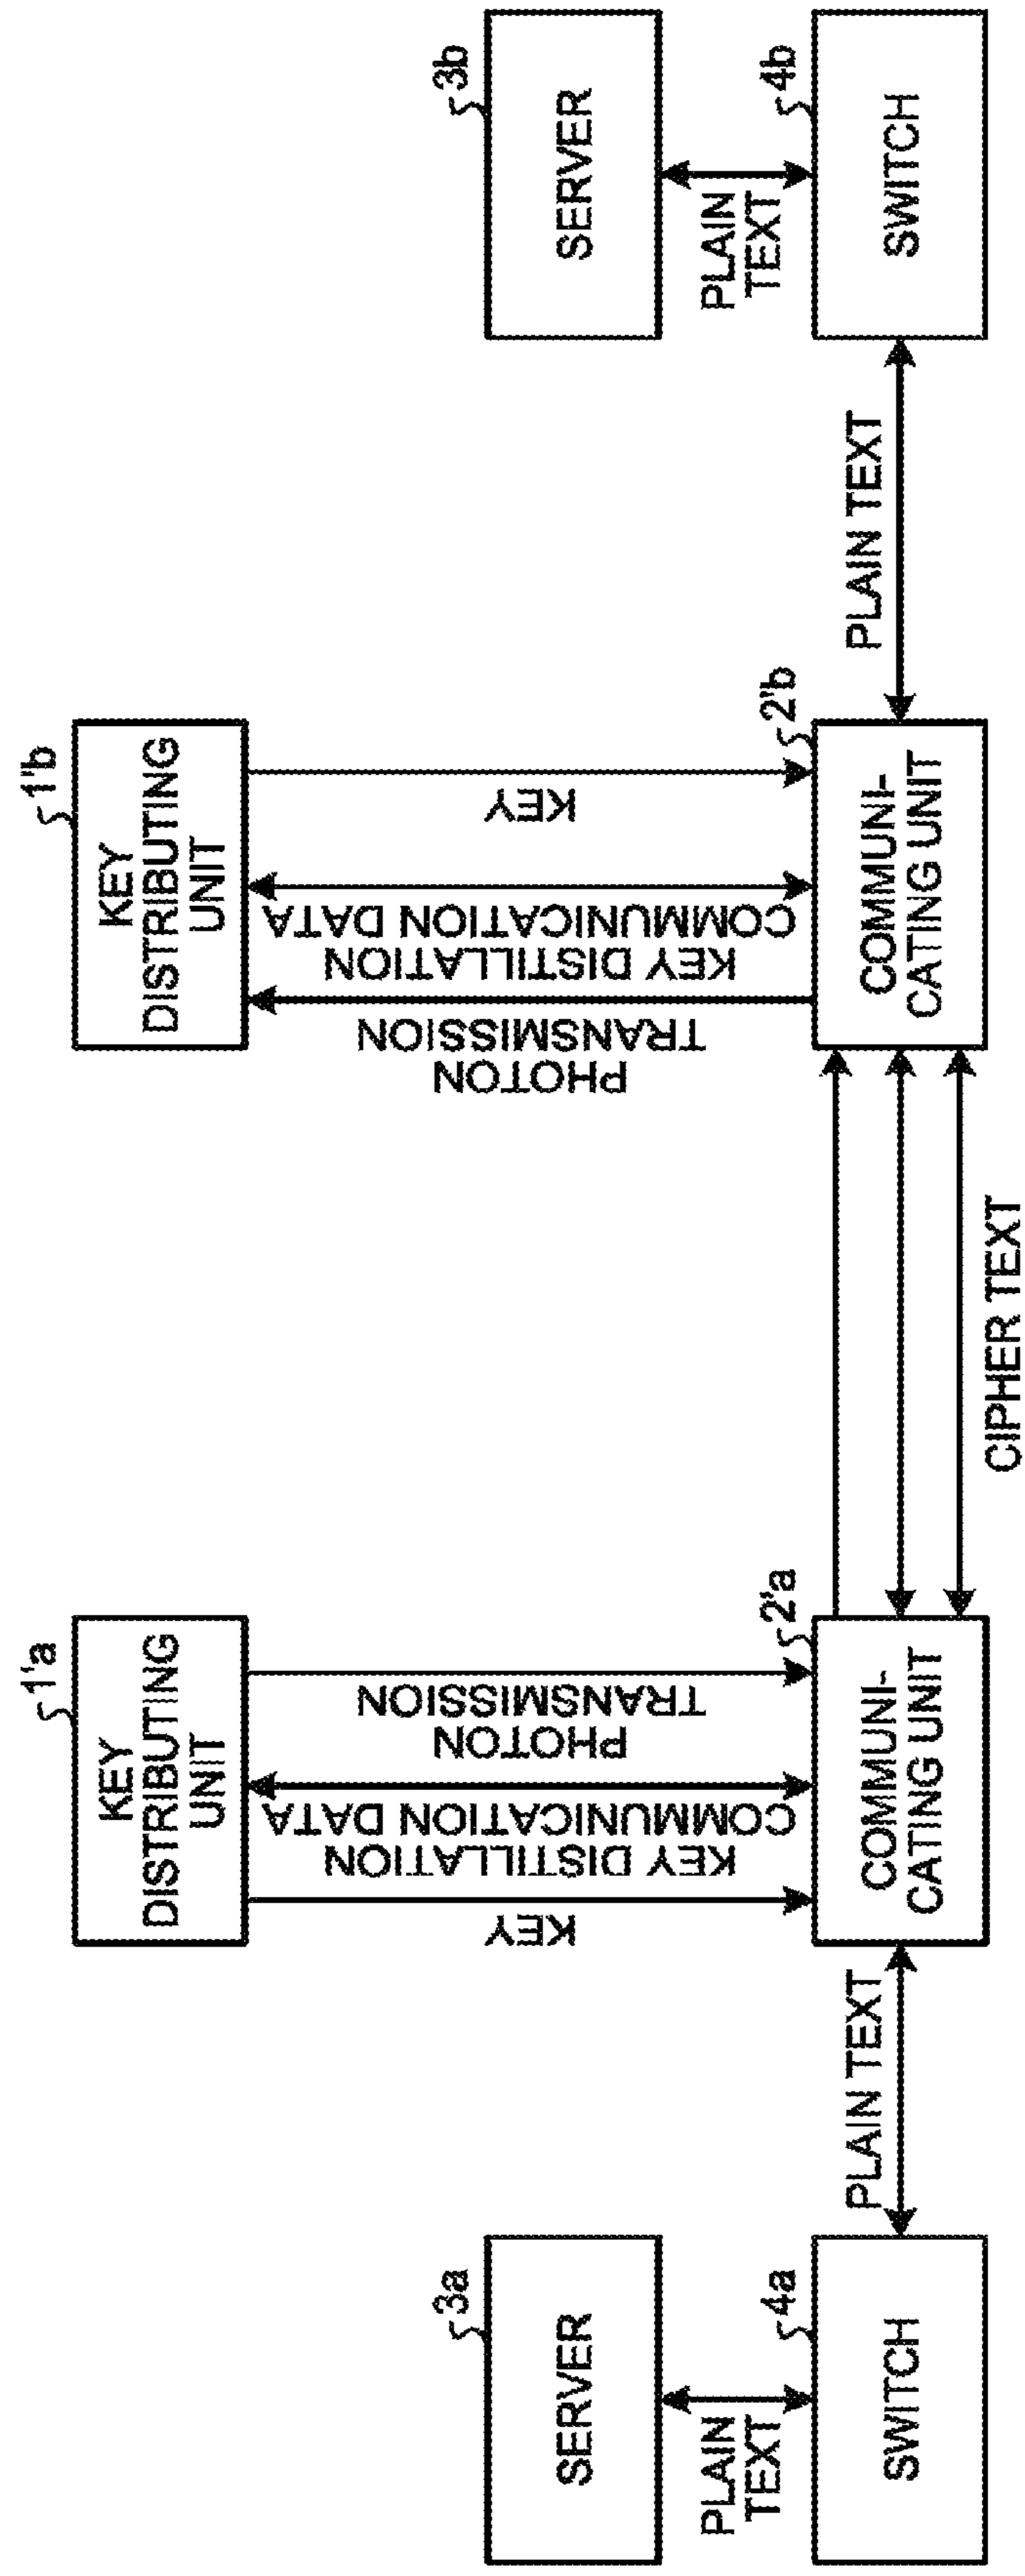 1'a
KEY
DISTRIBUTING
UNIT
1'b
KEY
DISTRIBUTING
UNIT
3a
SERVER
KEY
KEY DISTILLATION
COMMUNICATION DATA
PHOTON
TRANSMISSION
PHOTON
TRANSMISSION
KEY DISTILLATION
COMMUNICATION DATA
KEY
3b
SERVER
PLAIN
TEXT
PLAIN
TEXT
4a
SWITCH
PLAIN TEXT
2'a
COMMUNI-
CATING UNIT
CIPHER TEXT
2'b
COMMUNI-
CATING UNIT
PLAIN TEXT
4b
SWITCH